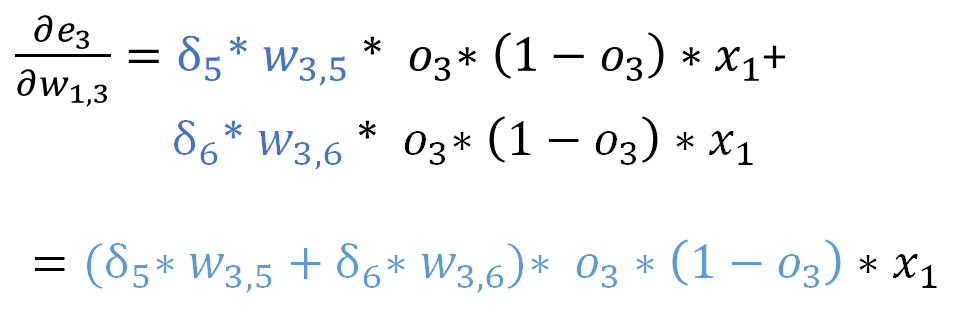 ∂e₃/∂w₁,₃ = δ₅* w₃,₅ * o₃* (1 − o₃) * x₁+
δ₆* w₃,₆ * o₃* (1 − o₃) * x₁
= (δ₅* w₃,₅ + δ₆* w₃,₆)* o₃ * (1 − o₃) * x₁